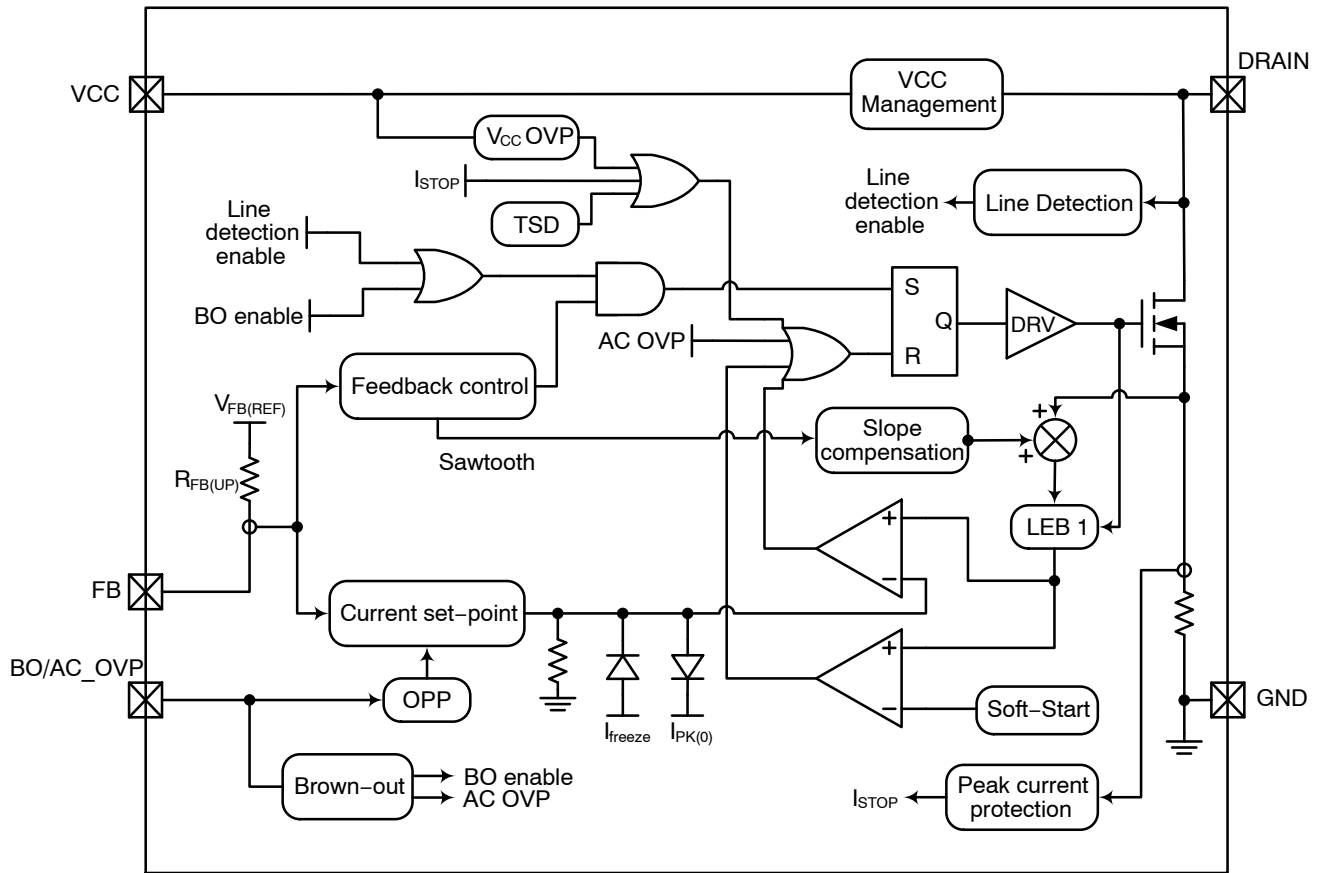 DRAIN
VCC
VCC
Management
VCC OVP
ISTOP
TSD
Line
detection
enable
Line Detection
Line
detection
enable
BO enable
S
Q
R
DRV
AC OVP
Feedback control
VFB(REF)
RFB(UP)
Sawtooth
Slope
compensation
+
+
LEB 1
+
−
FB
Current set−point
BO/AC_OVP
OPP
+
−
Soft−Start
GND
Ifreeze
IPK(0)
Brown−out
BO enable
AC OVP
ISTOP
Peak current
protection